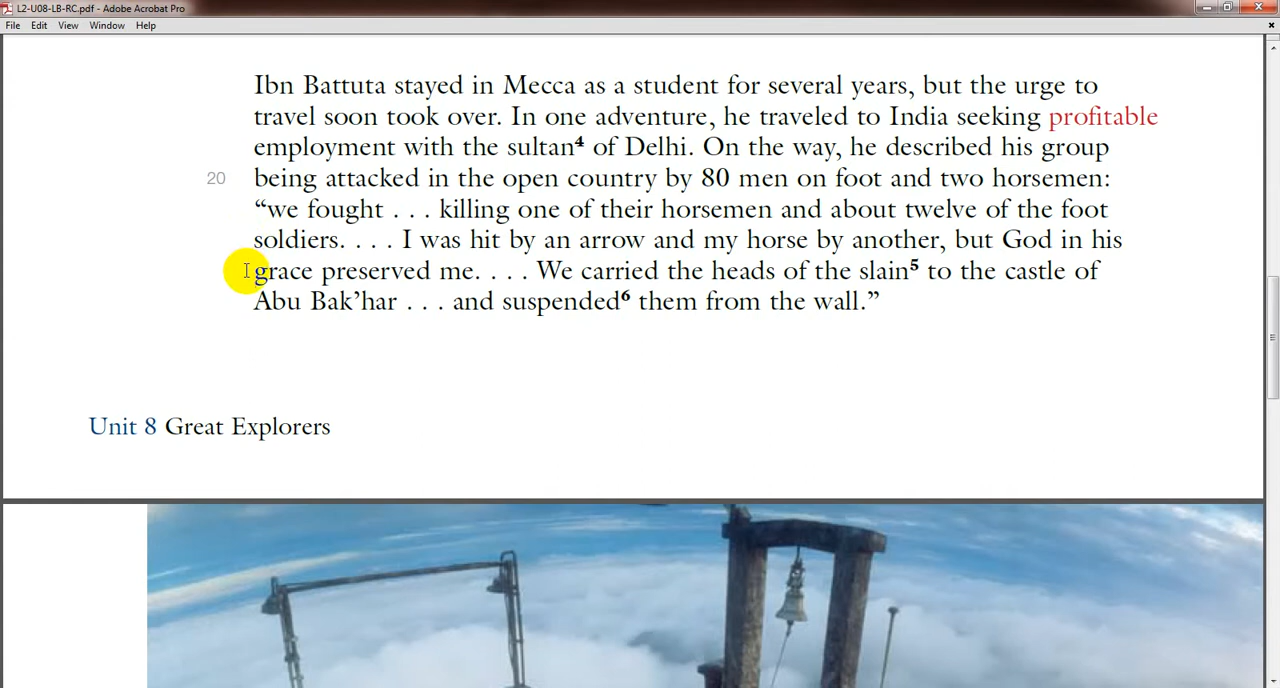 L2-U08-LB-RC.pdf - Adobe Acrobat Pro
File Edit View Window Help
Ibn Battuta stayed in Mecca as a student for several years, but the urge to
travel soon took over. In one adventure, he traveled to India seeking profitable
employment with the sultan⁴ of Delhi. On the way, he described his group
20 being attacked in the open country by 80 men on foot and two horsemen:
“we fought . . . killing one of their horsemen and about twelve of the foot
soldiers. . . . I was hit by an arrow and my horse by another, but God in his
grace preserved me. . . . We carried the heads of the slain⁵ to the castle of
Abu Bak’har . . . and suspended⁶ them from the wall.”
Unit 8 Great Explorers